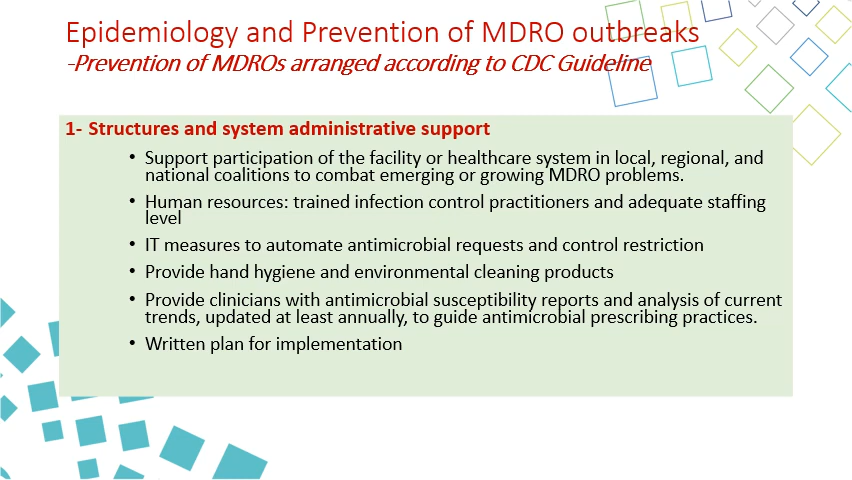 Epidemiology and Prevention of MDRO outbreaks
-Prevention of MDROs arranged according to CDC Guideline
1- Structures and system administrative support
• Support participation of the facility or healthcare system in local, regional, and
national coalitions to combat emerging or growing MDRO problems.
• Human resources: trained infection control practitioners and adequate staffing
level
• IT measures to automate antimicrobial requests and control restriction
• Provide hand hygiene and environmental cleaning products
• Provide clinicians with antimicrobial susceptibility reports and analysis of current
trends, updated at least annually, to guide antimicrobial prescribing practices.
• Written plan for implementation